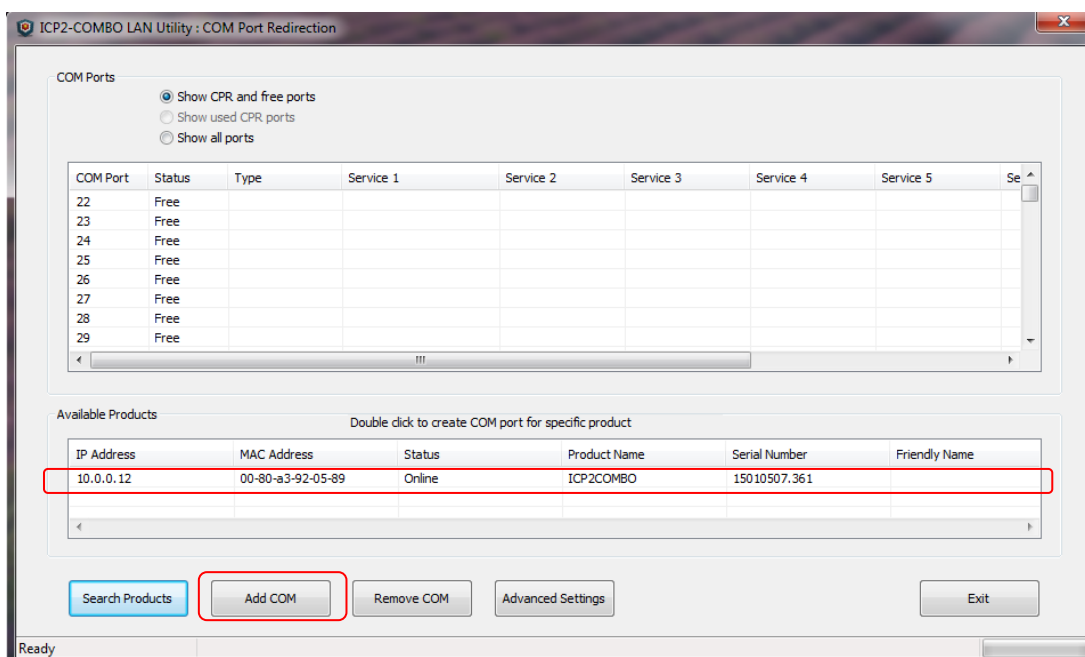 ICP2-COMBO LAN Utility : COM Port Redirection
COM Ports
Show CPR and free ports
Show used CPR ports
Show all ports
COM Port Status Type Service 1 Service 2 Service 3 Service 4 Service 5 Se
22 Free
23 Free
24 Free
25 Free
26 Free
27 Free
28 Free
29 Free
Available Products
Double click to create COM port for specific product
IP Address MAC Address Status Product Name Serial Number Friendly Name
10.0.0.12 00-80-a3-92-05-89 Online ICP2COMBO 15010507.361
Search Products Add COM Remove COM Advanced Settings Exit
Ready